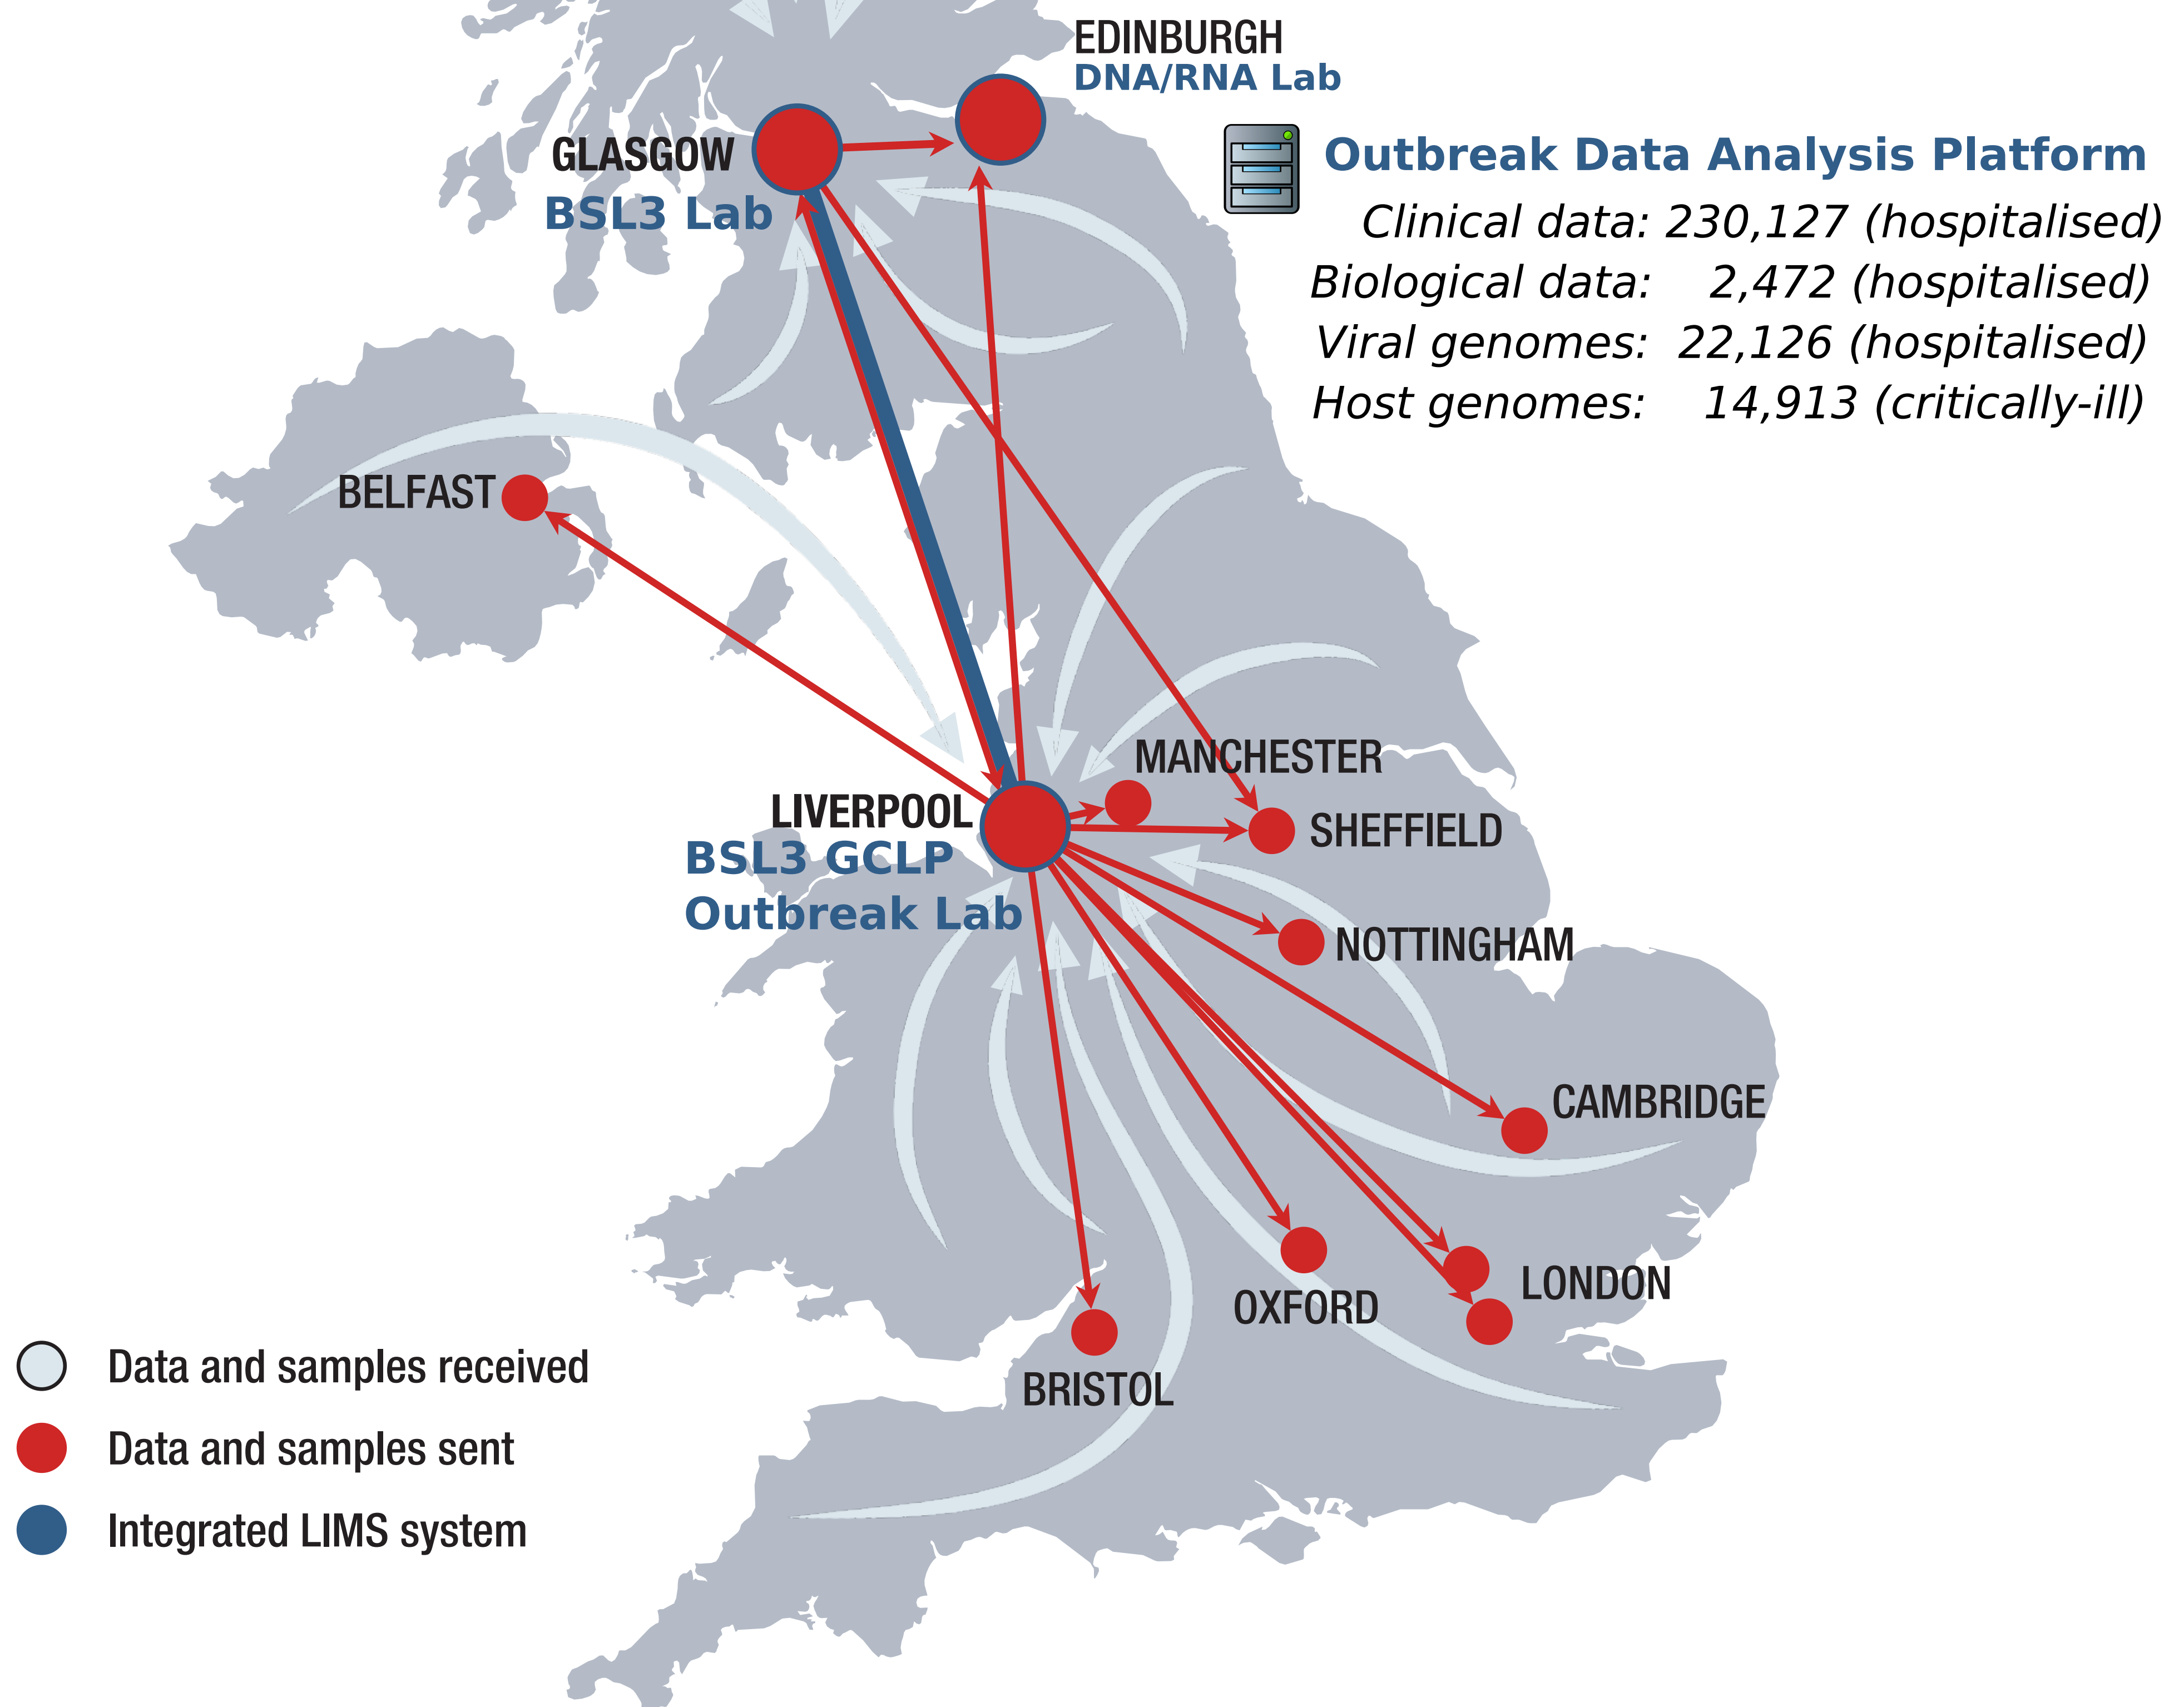 EDINBURGH
DNA/RNA Lab
GLASGOW
BSL3 Lab
Outbreak Data Analysis Platform
Clinical data: 230,127 (hospitalised)
Biological data: 2,472 (hospitalised)
Viral genomes: 22,126 (hospitalised)
Host genomes: 14,913 (critically-ill)
BELFAST
MANCHESTER
LIVERPOOL
BSL3 GCLP
Outbreak Lab
SHEFFIELD
NOTTINGHAM
CAMBRIDGE
LONDON
OXFORD
BRISTOL
Data and samples received
Data and samples sent
Integrated LIMS system